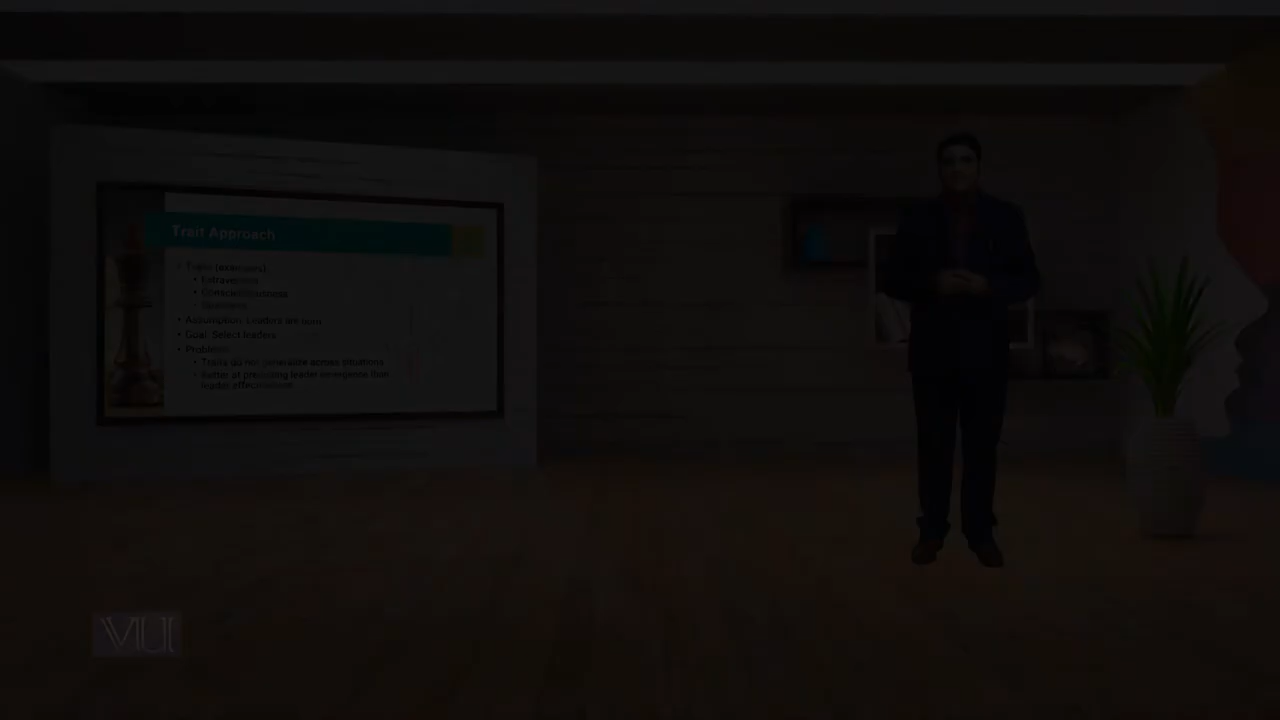 Trait Approach
Traits (examples)
Extraversion
Conscientiousness
Openness
Assumption: Leaders are born
Goal: Select leaders
Problems
Traits do not generalize across situations
Better at predicting leader emergence than
leader effectiveness
VU